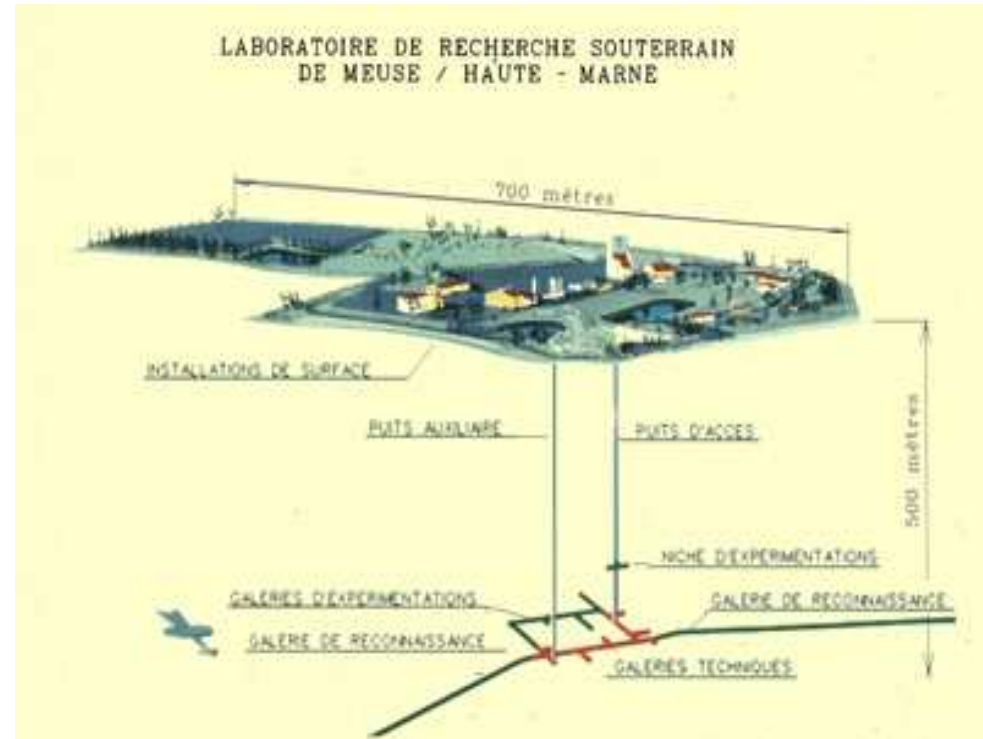 LABORATOIRE DE RECHERCHE SOUTERRAIN
DE MEUSE / HAUTE - MARNE
700 mètres
INSTALLATIONS DE SURFACE
PUITS AUXILIAIRE
PUITS D'ACCES
500 mètres
NICHE D'EXPERIMENTATIONS
GALERIES D'EXPERIMENTATIONS
GALERIE DE RECONNAISSANCE
GALERIE DE RECONNAISSANCE
GALERIES TECHNIQUES